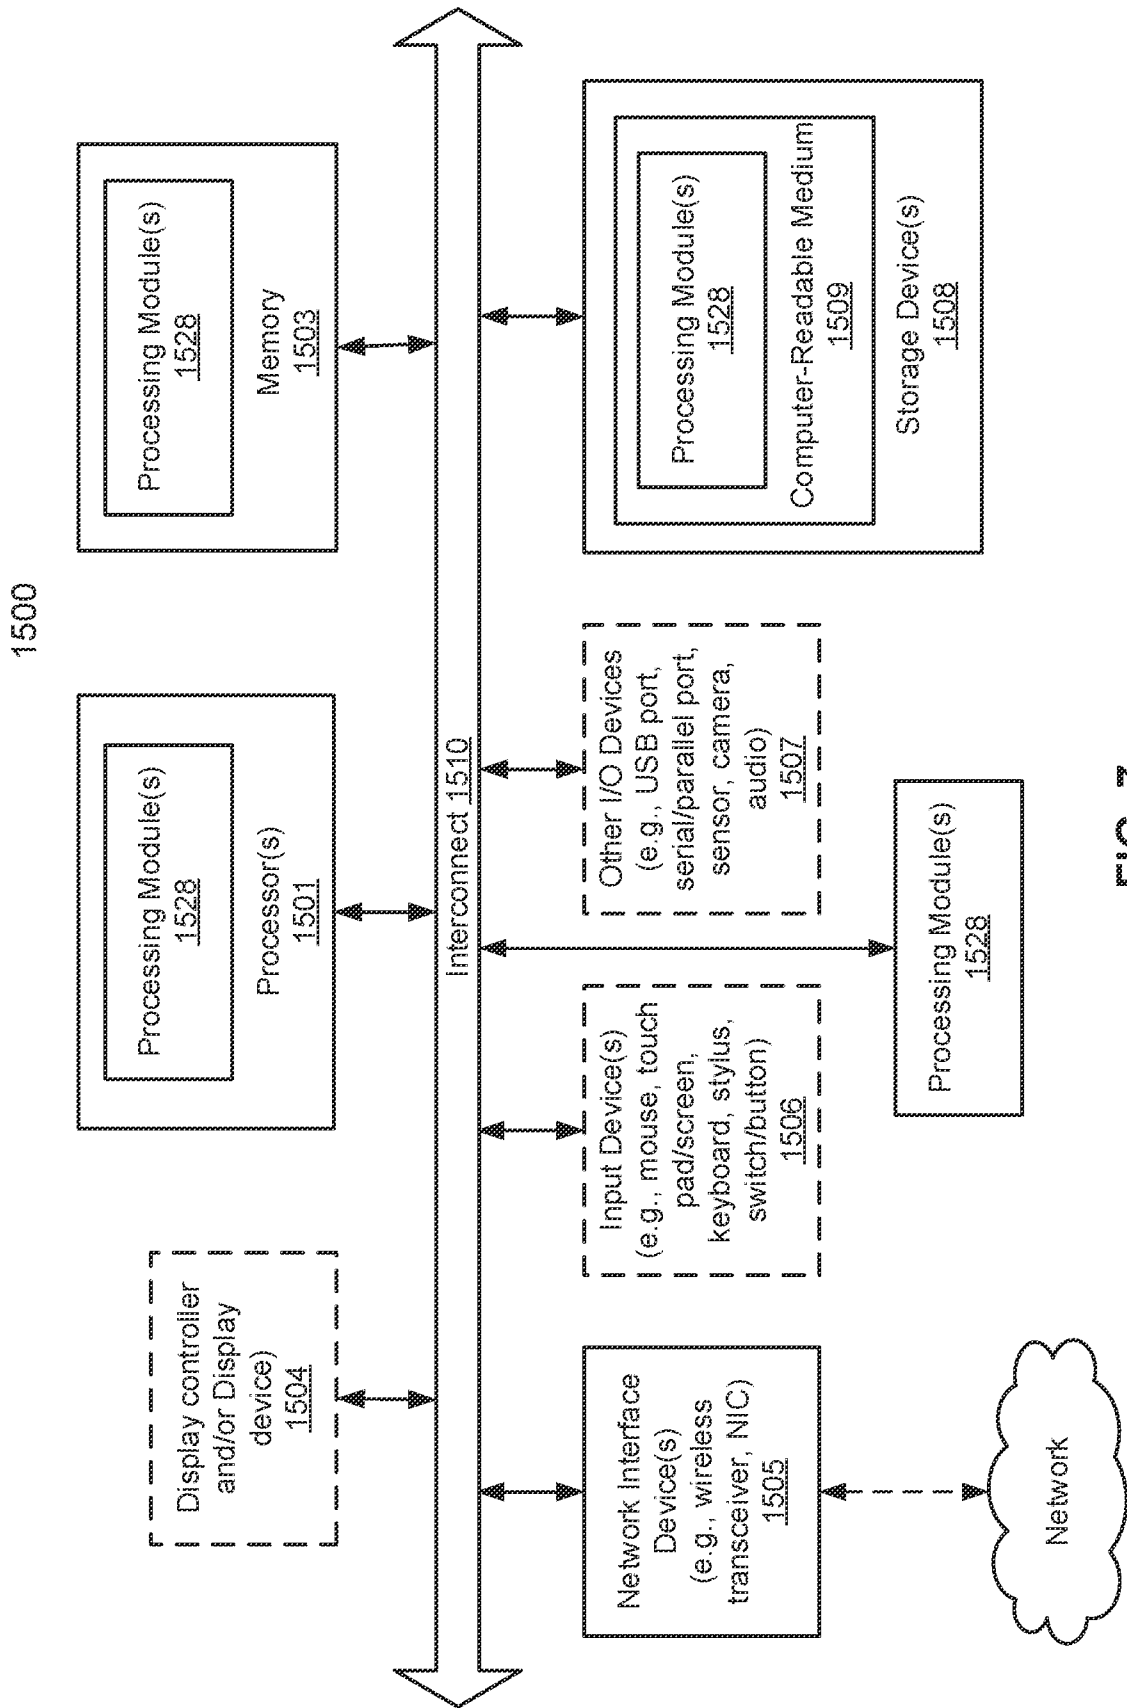 1500
Display controller
and/or Display
device)
1504
Processing Module(s)
1528
Processor(s)
1501
Processing Module(s)
1528
Memory
1503
Interconnect 1510
Network Interface
Device(s)
(e.g., wireless
transceiver, NIC)
1505
Input Device(s)
(e.g., mouse, touch
pad/screen,
keyboard, stylus,
switch/button)
1506
Other I/O Devices
(e.g., USB port,
serial/parallel port,
sensor, camera,
audio)
1507
Processing Module(s)
1528
Computer-Readable Medium
1509
Storage Device(s)
1508
Processing Module(s)
1528
Network